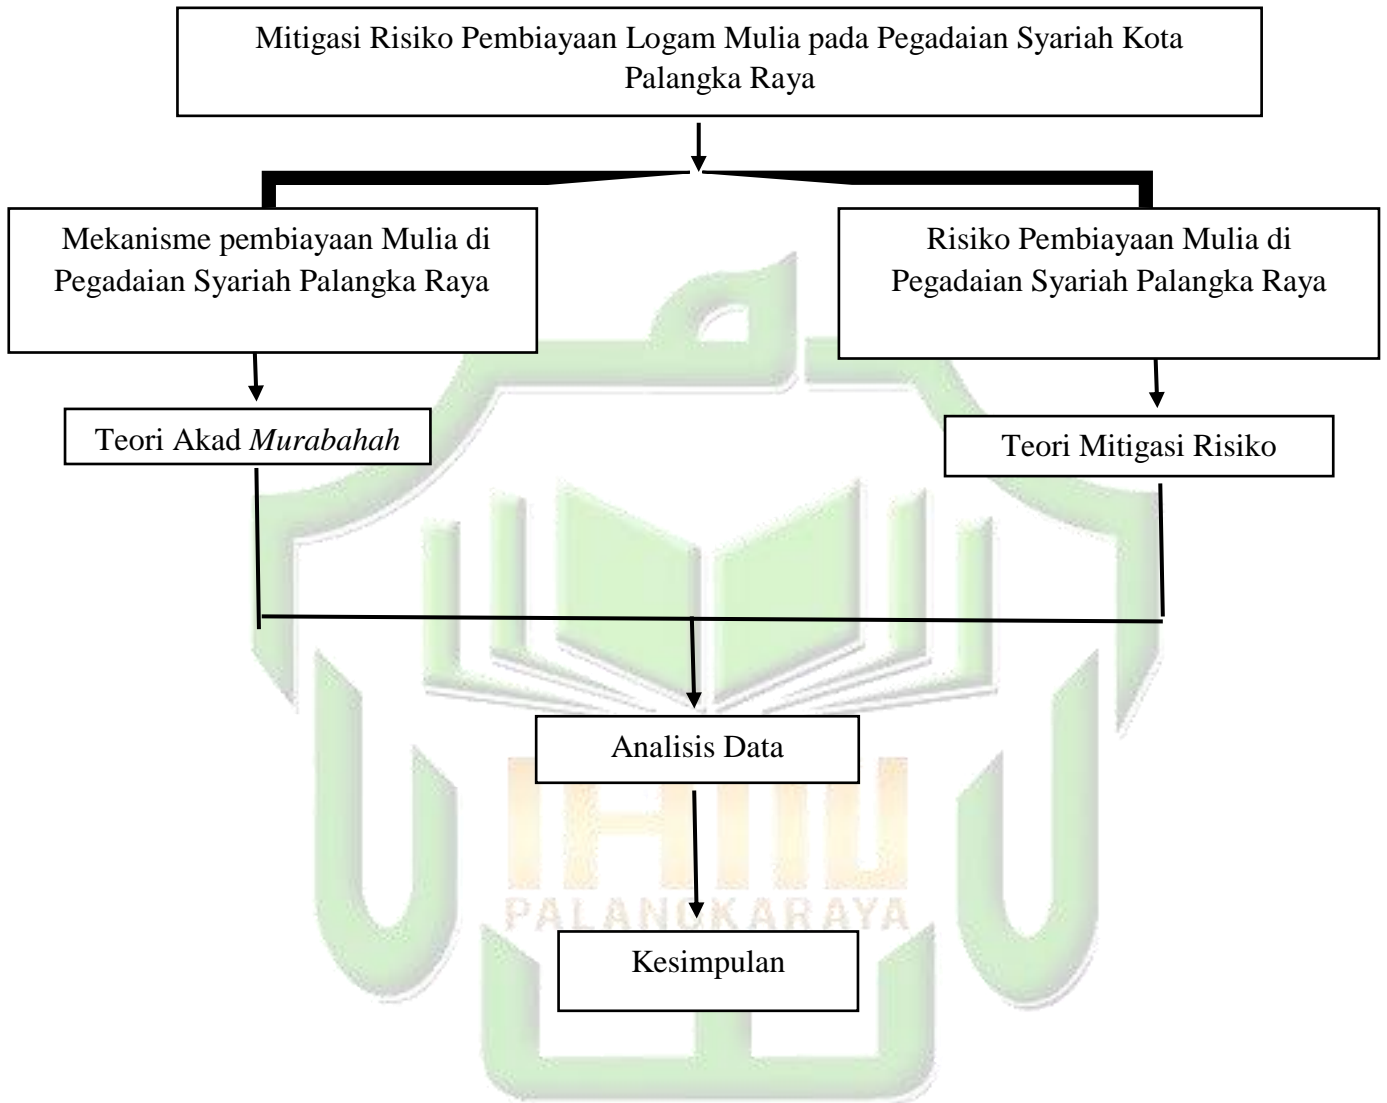 Mitigasi Risiko Pembiayaan Logam Mulia pada Pegadaian Syariah Kota
Palangka Raya
Mekanisme pembiayaan Mulia di
Pegadaian Syariah Palangka Raya
Risiko Pembiayaan Mulia di
Pegadaian Syariah Palangka Raya
Teori Akad Murabahah
Teori Mitigasi Risiko
Analisis Data
PALANGKARAYA
Kesimpulan